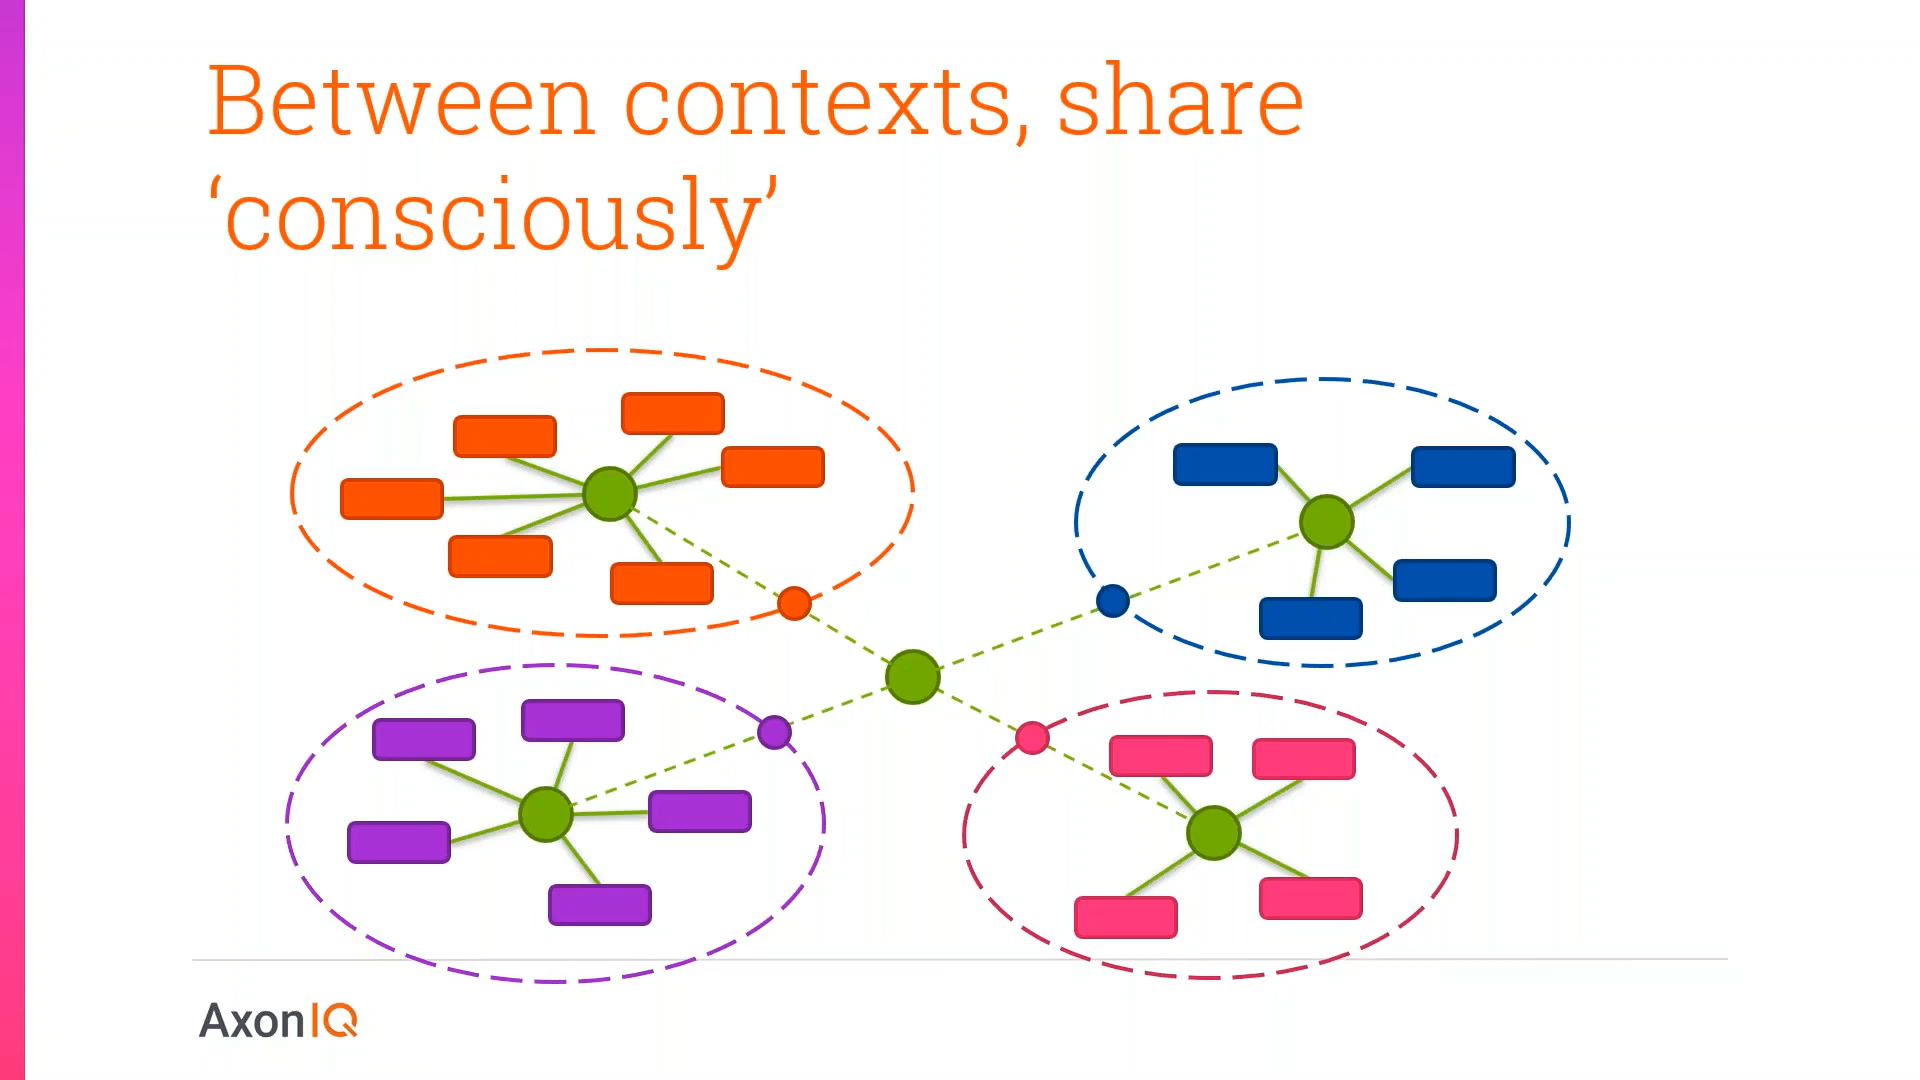 Between contexts, share
‘consciously’
AxonIQ